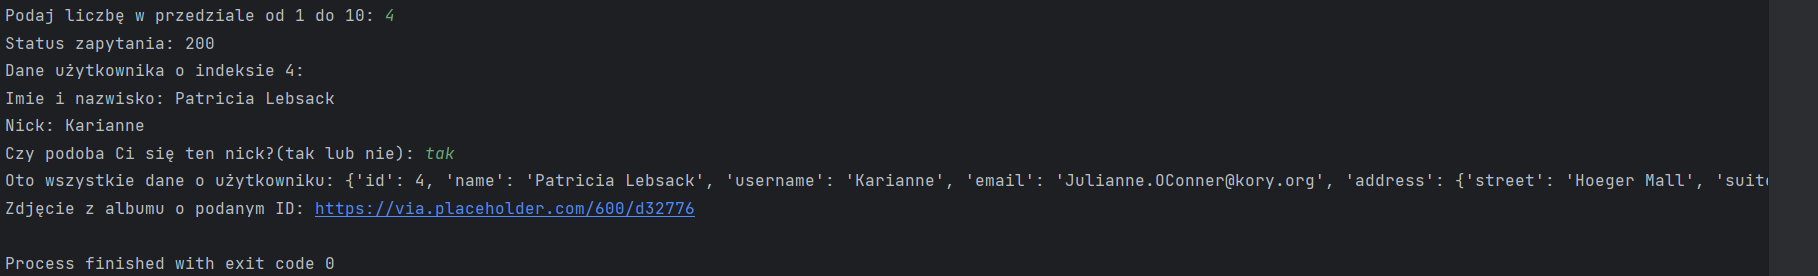 Podaj liczbę w przedziale od 1 do 10: 4
Status zapytania: 200
Dane użytkownika o indeksie 4:
Imie i nazwisko: Patricia Lebsack
Nick: Karianne
Czy podoba Ci się ten nick?(tak lub nie): tak
Oto wszystkie dane o użytkowniku: {'id': 4, 'name': 'Patricia Lebsack', 'username': 'Karianne', 'email': 'Julianne.OConner@kory.org', 'address': {'street': 'Hoeger Mall', 'suite
Zdjęcie z albumu o podanym ID: https://via.placeholder.com/600/d32776
Process finished with exit code 0